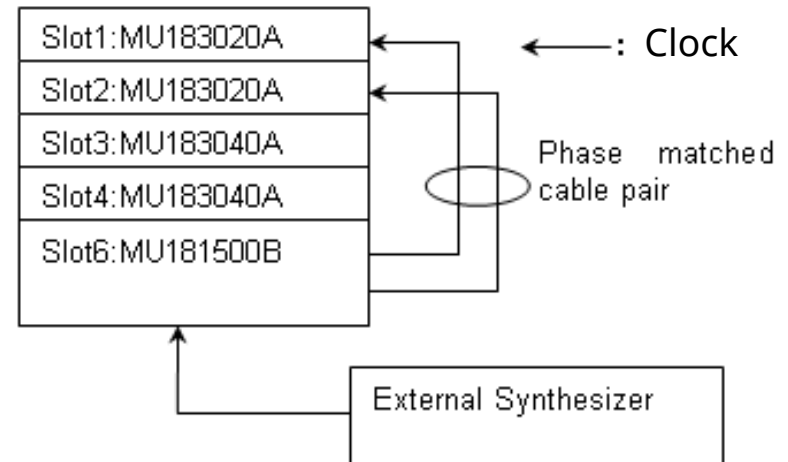 Slot1:MU183020A
: Clock
Slot2:MU183020A
Slot3:MU183040A
Phase matched
Slot4:MU183040A
cable pair
Slot6:MU181500B
External Synthesizer